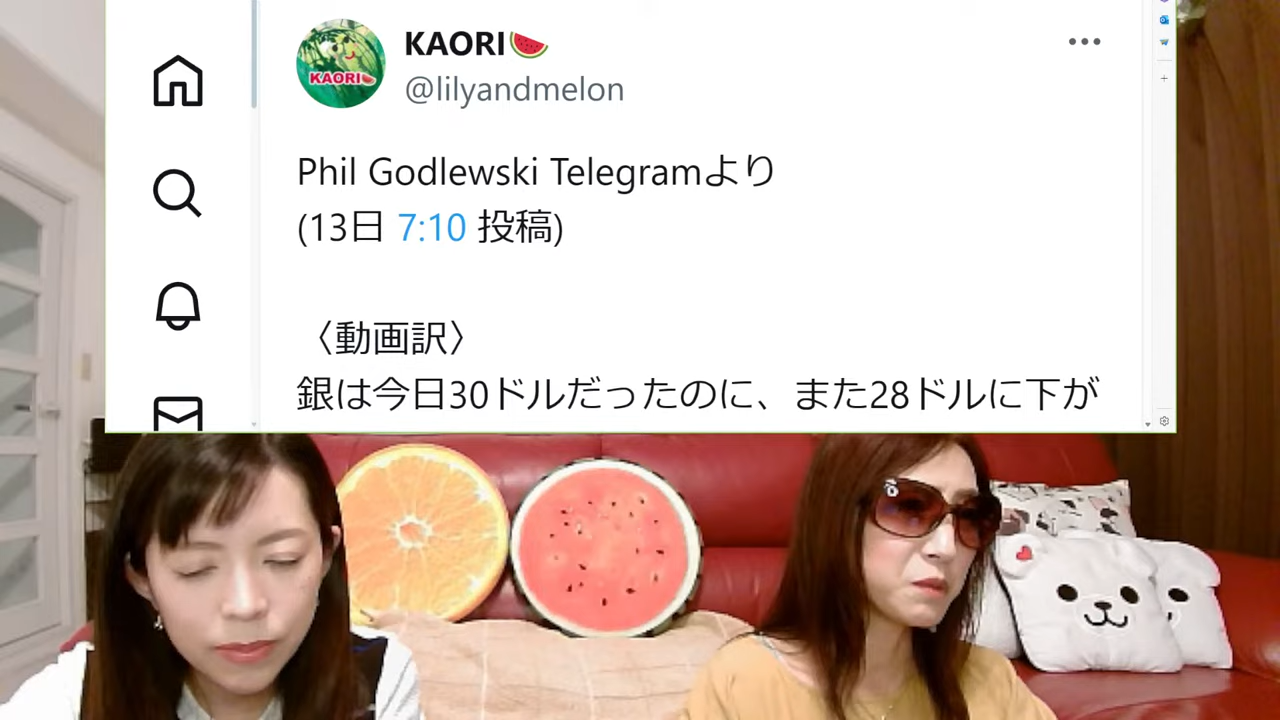 KAORI🍉
@lilyandmelon
KAORI🍉
Phil Godlewski Telegramより
(13日 7:10 投稿)
〈動画訳〉
銀は今日30ドルだったのに、また28ドルに下が